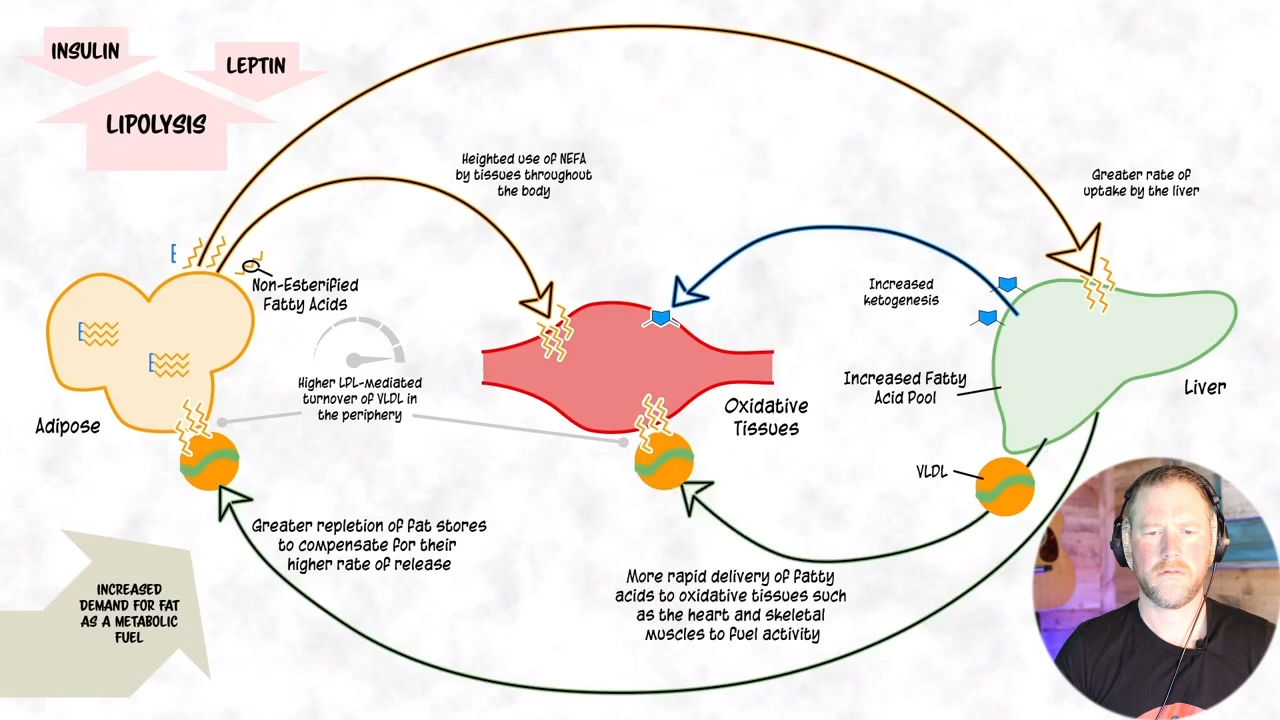 INSULIN
LEPTIN
LIPOLYSIS
Heighted use of NEFA
by tissues throughout
the body
Greater rate of
uptake by the liver
Non-Esterified
Fatty Acids
Increased
ketogenesis
Higher LPL-mediated
turnover of VLDL in
the periphery
Increased Fatty
Acid Pool
Liver
Adipose
Oxidative
Tissues
VLDL
Greater repletion of fat stores
to compensate for their
higher rate of release
More rapid delivery of fatty
acids to oxidative tissues such
as the heart and skeletal
muscles to fuel activity
INCREASED
DEMAND FOR FAT
AS A METABOLIC
FUEL